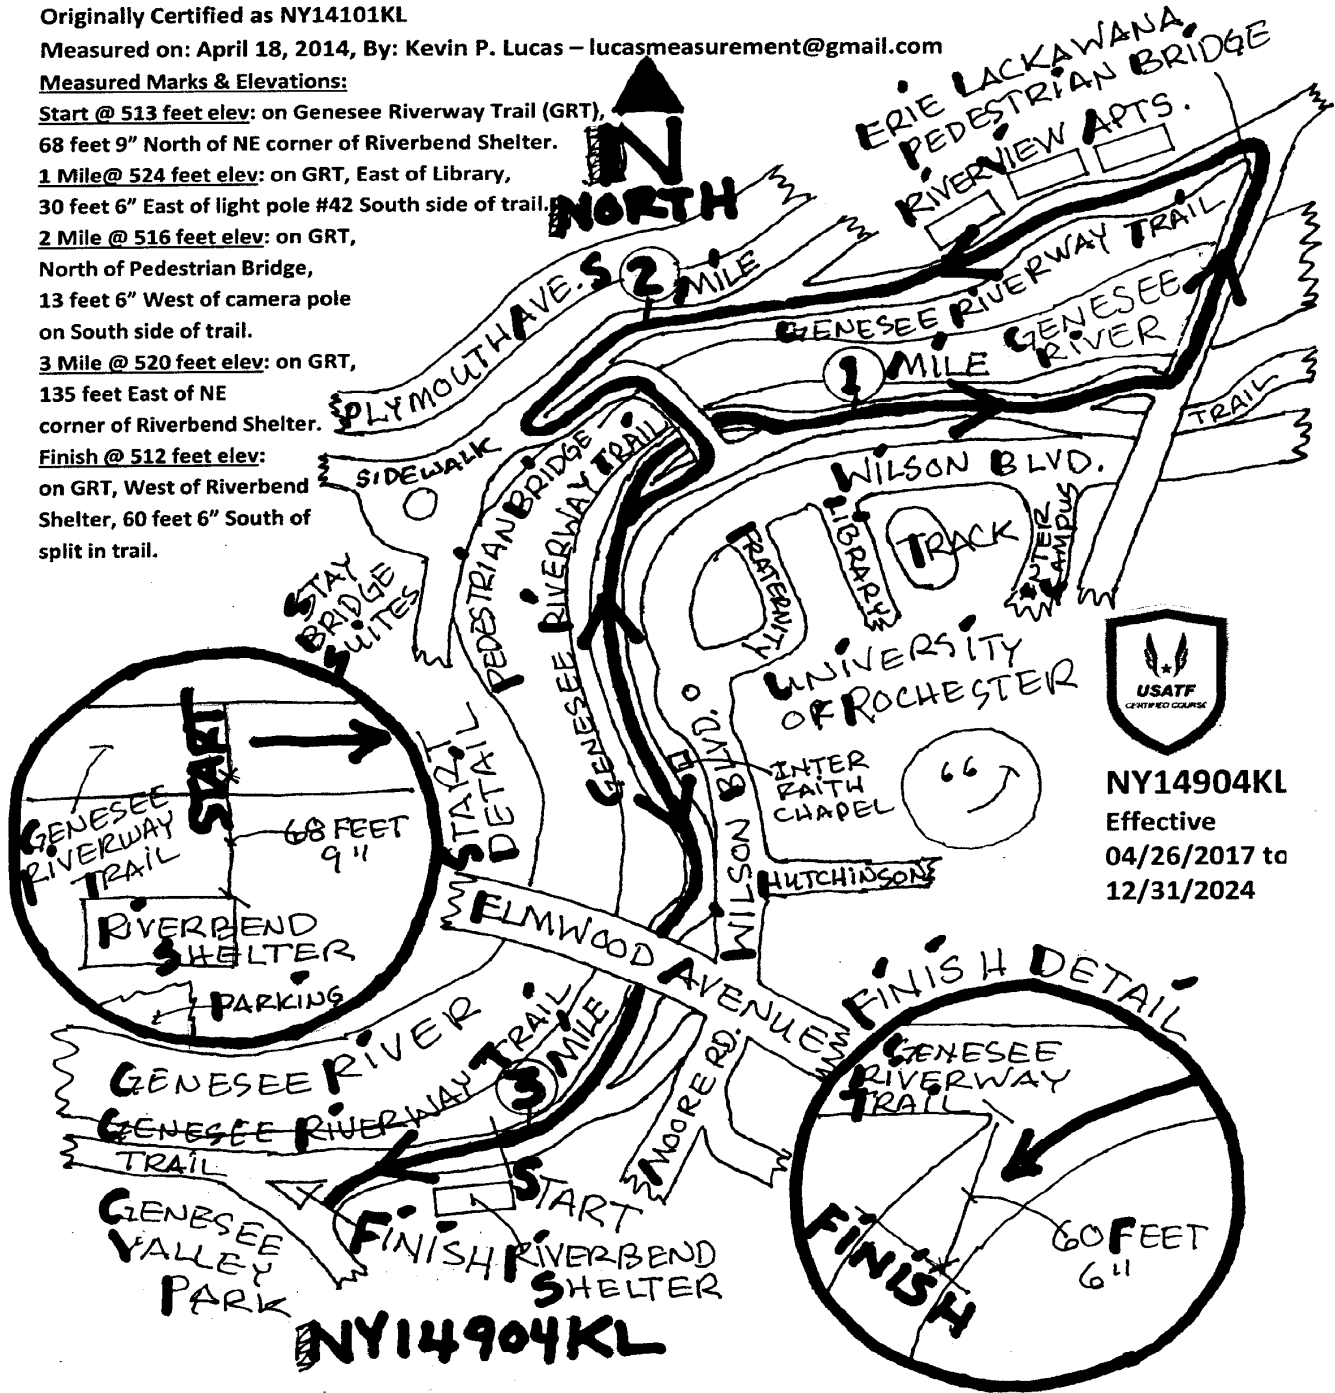 Originally Certified as NY14101KL
Measured on: April 18, 2014, By: Kevin P. Lucas – lucasmeasurement@gmail.com
Measured Marks & Elevations:
Start @ 513 feet elev: on Genesee Riverway Trail (GRT),
68 feet 9” North of NE corner of Riverbend Shelter.
1 Mile@ 524 feet elev: on GRT, East of Library,
30 feet 6” East of light pole #42 South side of trail.
2 Mile @ 516 feet elev: on GRT,
North of Pedestrian Bridge,
13 feet 6” West of camera pole
on South side of trail.
3 Mile @ 520 feet elev: on GRT,
135 feet East of NE
corner of Riverbend Shelter.
Finish @ 512 feet elev:
on GRT, West of Riverbend
Shelter, 60 feet 6” South of
split in trail.
N
NORTH
ERIE LACKAWANA
PEDESTRIAN BRIDGE
RIVERVIEW APTS.
PLYMOUTH AVE. S
2 MILE
GENESEE RIVERWAY TRAIL
GENESEE
RIVER
1 MILE
TRAIL
SIDEWALK
PEDESTRIAN BRIDGE
GENESEE RIVERWAY TRAIL
WILSON BLVD.
FRATERNITY
LIBRARY
TRACK
INTER
CAMPUS
STAY
BRIDGE
SUITES
UNIVERSITY
OF ROCHESTER
INTER
FAITH
CHAPEL
WILSON BLVD.
HUTCHINSON
ELMWOOD AVENUE
USATF
CERTIFIED COURSE
NY14904KL
Effective
04/26/2017 to
12/31/2024
START
DETAIL
START
GENESEE
RIVERWAY
TRAIL
68 FEET
9"
RIVERBEND
SHELTER
PARKING
GENESEE RIVER
GENESEE RIVERWAY TRAIL
TRAIL
3 MILE
MOORE RD.
START
FINISH
RIVERBEND
SHELTER
GENESEE
VALLEY
PARK
FINISH DETAIL
GENESEE
RIVERWAY
TRAIL
FINISH
60 FEET
6"
NY14904KL